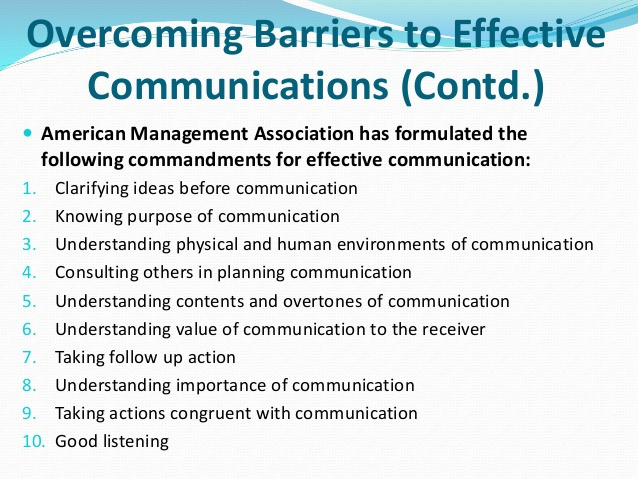 Overcoming Barriers to Effective
Communications (Contd.)
• American Management Association has formulated the
following commandments for effective communication:
1. Clarifying ideas before communication
2. Knowing purpose of communication
3. Understanding physical and human environments of communication
4. Consulting others in planning communication
5. Understanding contents and overtones of communication
6. Understanding value of communication to the receiver
7. Taking follow up action
8. Understanding importance of communication
9. Taking actions congruent with communication
10. Good listening